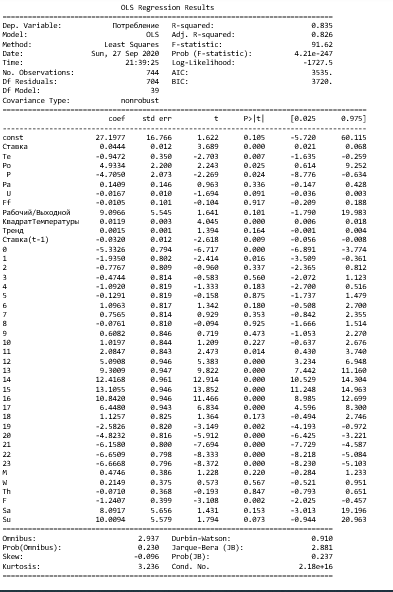 OLS Regression Results
==============================================================================
Dep. Variable: Потребление R-squared: 0.835
Model: OLS Adj. R-squared: 0.826
Method: Least Squares F-statistic: 91.62
Date: Sun, 27 Sep 2020 Prob (F-statistic): 4.21e-247
Time: 21:39:25 Log-Likelihood: -1727.5
No. Observations: 744 AIC: 3535.
Df Residuals: 704 BIC: 3720.
Df Model: 39
Covariance Type: nonrobust
==============================================================================
coef std err t P>|t| [0.025 0.975]
------------------------------------------------------------------------------
const 27.1977 16.766 1.622 0.105 -5.720 60.115
Ставка 0.0444 0.012 3.689 0.000 0.021 0.068
Te -0.9472 0.350 -2.703 0.007 -1.635 -0.259
Po 4.9334 2.200 2.243 0.025 0.614 9.252
P -4.7050 2.073 -2.269 0.024 -8.776 -0.634
Pa 0.1409 0.146 0.963 0.336 -0.147 0.428
U -0.0167 0.010 -1.694 0.091 -0.036 0.003
Ff -0.0105 0.101 -0.104 0.917 -0.209 0.188
Рабочий/Выходной 9.0966 5.545 1.641 0.101 -1.790 19.983
КвадратТемпературы 0.0119 0.003 4.045 0.000 0.006 0.018
Тренд 0.0015 0.001 1.394 0.164 -0.001 0.004
Ставка(t-1) -0.0320 0.012 -2.618 0.009 -0.056 -0.008
0 -5.3326 0.794 -6.717 0.000 -6.891 -3.774
1 -1.9350 0.802 -2.414 0.016 -3.509 -0.361
2 -0.7767 0.809 -0.960 0.337 -2.365 0.812
3 -0.4744 0.814 -0.583 0.560 -2.072 1.123
4 -1.0920 0.819 -1.333 0.183 -2.700 0.516
5 -0.1291 0.819 -0.158 0.875 -1.737 1.479
6 1.0963 0.817 1.342 0.180 -0.508 2.700
7 0.7565 0.914 0.829 0.353 -0.842 2.355
8 -0.0761 0.810 -0.094 0.925 -1.666 1.514
9 0.6082 0.846 0.719 0.473 -1.053 2.270
10 1.0197 0.844 1.209 0.227 -0.637 2.676
11 2.0847 0.843 2.473 0.014 0.430 3.740
12 5.0908 0.946 5.383 0.000 3.234 6.948
13 9.3009 0.947 9.822 0.000 7.442 11.160
14 12.4168 0.961 12.914 0.000 10.529 14.304
15 13.1055 0.946 13.852 0.000 11.248 14.963
16 10.8420 0.946 11.466 0.000 8.985 12.699
17 6.4480 0.943 6.834 0.000 4.596 8.300
18 1.1257 0.825 1.364 0.173 -0.494 2.746
19 -2.5826 0.820 -3.149 0.002 -4.193 -0.972
20 -4.8232 0.816 -5.912 0.000 -6.425 -3.221
21 -6.1580 0.800 -7.694 0.000 -7.729 -4.587
22 -6.6509 0.798 -8.333 0.000 -8.218 -5.084
23 -6.6668 0.796 -8.372 0.000 -8.230 -5.103
M 0.4746 0.386 1.228 0.220 -0.284 1.233
W 0.2149 0.375 0.573 0.567 -0.521 0.951
Th -0.0710 0.368 -0.193 0.847 -0.793 0.651
F -1.2407 0.399 -3.108 0.002 -2.025 -0.457
Sa 8.0917 5.656 1.431 0.153 -3.013 19.196
Su 10.0094 5.579 1.794 0.073 -0.944 20.963
==============================================================================
Omnibus: 2.937 Durbin-Watson: 0.910
Prob(Omnibus): 0.230 Jarque-Bera (JB): 2.881
Skew: -0.096 Prob(JB): 0.237
Kurtosis: 3.236 Cond. No. 2.18e+16
==============================================================================